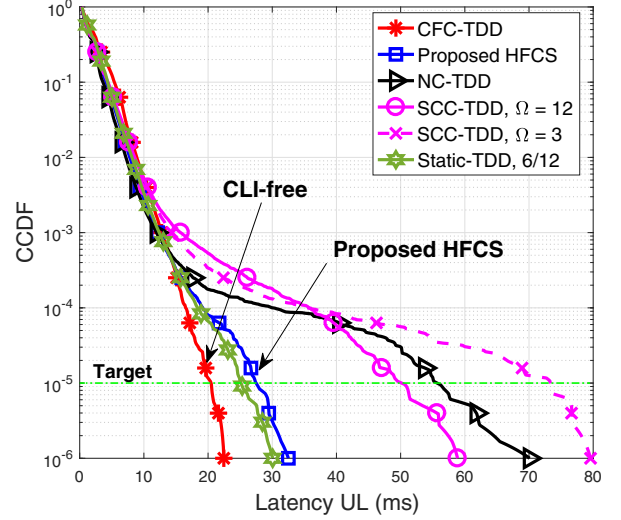 CFC-TDD
Proposed HFCS
NC-TDD
SCC-TDD, Ω = 12
SCC-TDD, Ω = 3
Static-TDD, 6/12
CLI-free
Proposed HFCS
Target
CCDF
10^0
10^-1
10^-2
10^-3
10^-4
10^-5
10^-6
0 10 20 30 40 50 60 70 80
Latency UL (ms)